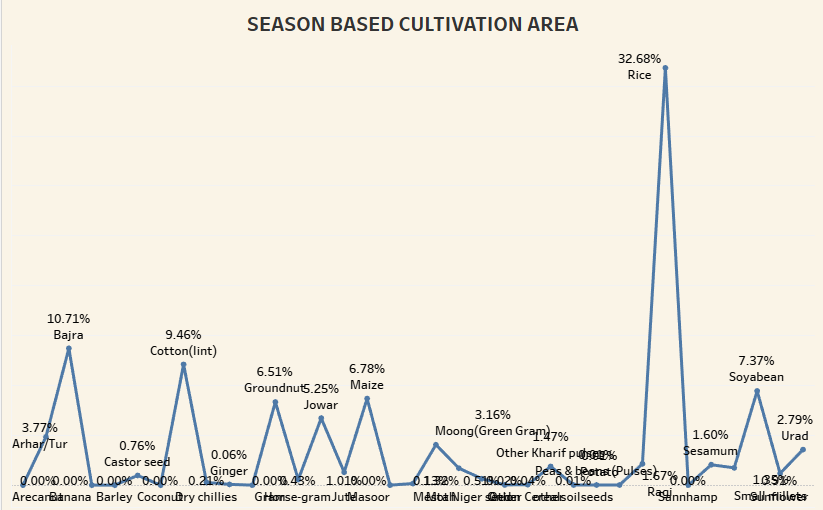 SEASON BASED CULTIVATION AREA
32.68%
Rice
10.71%
Bajra
9.46%
Cotton(lint)
7.37%
Soyabean
6.51%
Groundnut
5.25%
Jowar
6.78%
Maize
3.16%
Moong(Green Gram)
2.79%
Urad
3.77%
Arhar/Tur
0.76%
Castor seed
0.06%
Ginger
1.47%
Other Kharif pulses
Peas & beans (Pulses)
Potato
1.60%
Sesamum
1.67%
Ragi
0.00%
Arecanut
0.00%
Banana
0.00%
Barley
0.00%
Coconut
0.21%
Dry chillies
0.00%
Gram
0.43%
Horse-gram
1.01%
Jute
0.00%
Masoor
Mesta
Moth
Niger seed
0.04%
0.01%
oilseeds
0.00%
Sannhamp
Small millets
Sunflower